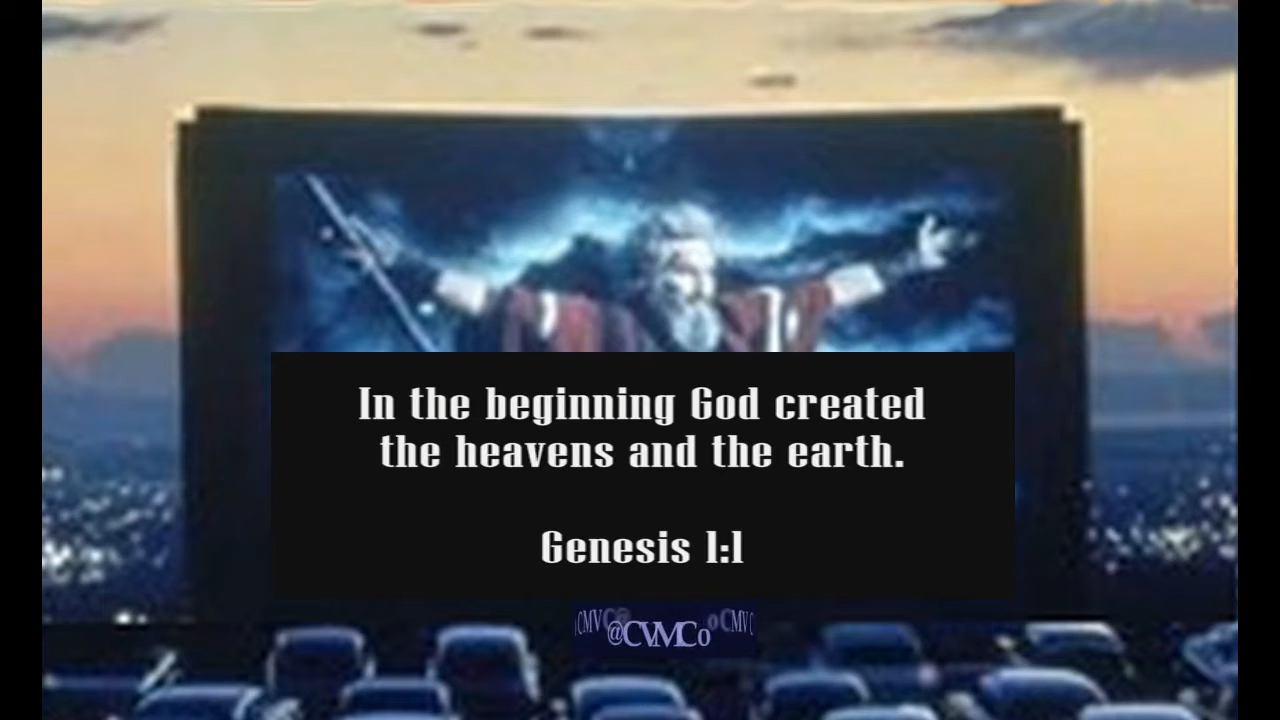 In the beginning God created
the heavens and the earth.
Genesis 1:1
@CVMCo